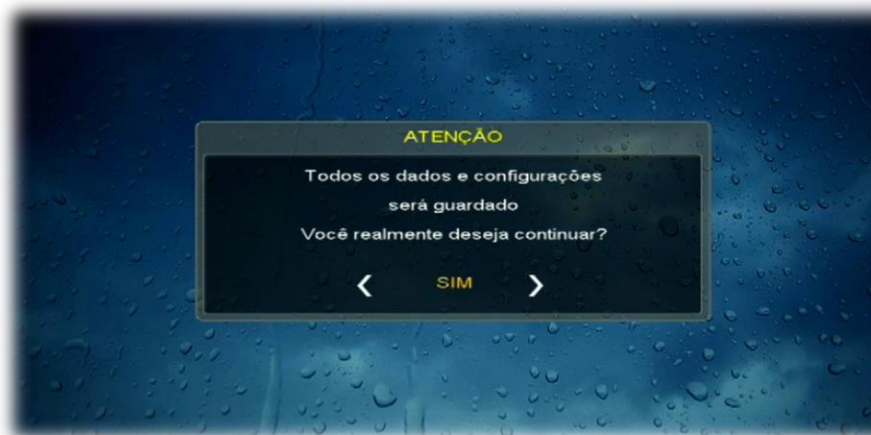 ATENÇÃO
Todos os dados e configurações
será guardado
Você realmente deseja continuar?
❮ SIM ❯